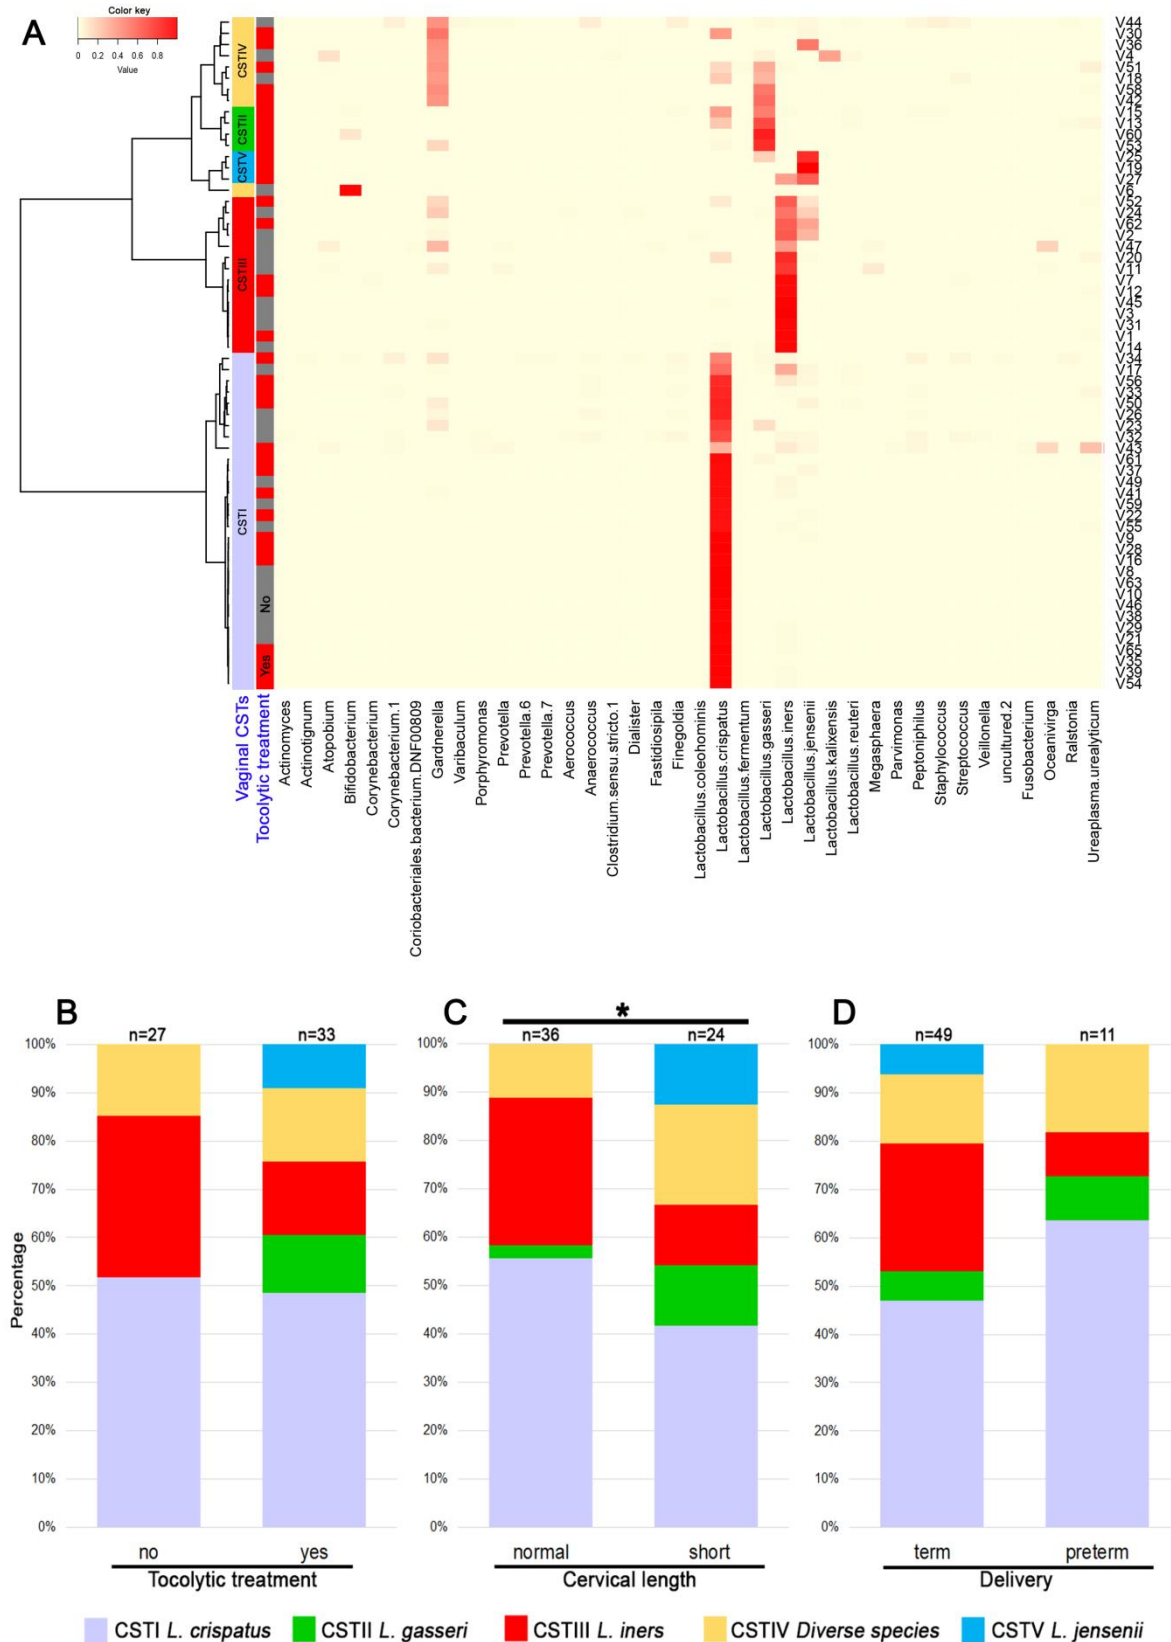 A
Color key
0 0.2 0.4 0.6 0.8
Value
CSTIV
CSTII
CSTV
CSTIII
CSTI
No
Yes
V44
V30
V36
V4
V51
V18
V58
V42
V15
V13
V60
V53
V25
V19
V27
V6
V52
V24
V62
V2
V47
V20
V11
V7
V12
V45
V3
V31
V1
V14
V34
V17
V56
V33
V50
V26
V23
V32
V43
V61
V37
V49
V41
V59
V22
V55
V9
V28
V16
V8
V63
V10
V46
V38
V29
V21
V65
V35
V39
V54
Vaginal CSTs
Tocolytic treatment
Actinomyces
Actinotignum
Atopobium
Bifidobacterium
Corynebacterium
Corynebacterium.1
Coriobacteriales.bacterium.DNF00809
Gardnerella
Varibaculum
Porphyromonas
Prevotella
Prevotella.6
Prevotella.7
Aerococcus
Anaerococcus
Clostridium.sensu.stricto.1
Dialister
Fastidiosipila
Finegoldia
Lactobacillus.coleohominis
Lactobacillus.crispatus
Lactobacillus.fermentum
Lactobacillus.gasseri
Lactobacillus.iners
Lactobacillus.jensenii
Lactobacillus.kalixensis
Lactobacillus.reuteri
Megasphaera
Parvimonas
Peptoniphilus
Staphylococcus
Streptococcus
Veillonella
uncultured.2
Fusobacterium
Oceanivirga
Ralstonia
Ureaplasma.urealyticum
B
n=27 n=33
100%
90%
80%
70%
60%
50%
40%
30%
20%
10%
0%
Percentage
no yes
Tocolytic treatment
C
*
n=36 n=24
100%
90%
80%
70%
60%
50%
40%
30%
20%
10%
0%
normal short
Cervical length
D
n=49 n=11
100%
90%
80%
70%
60%
50%
40%
30%
20%
10%
0%
term preterm
Delivery
CSTI L. crispatus CSTII L. gasseri CSTIII L. iners CSTIV Diverse species CSTV L. jensenii